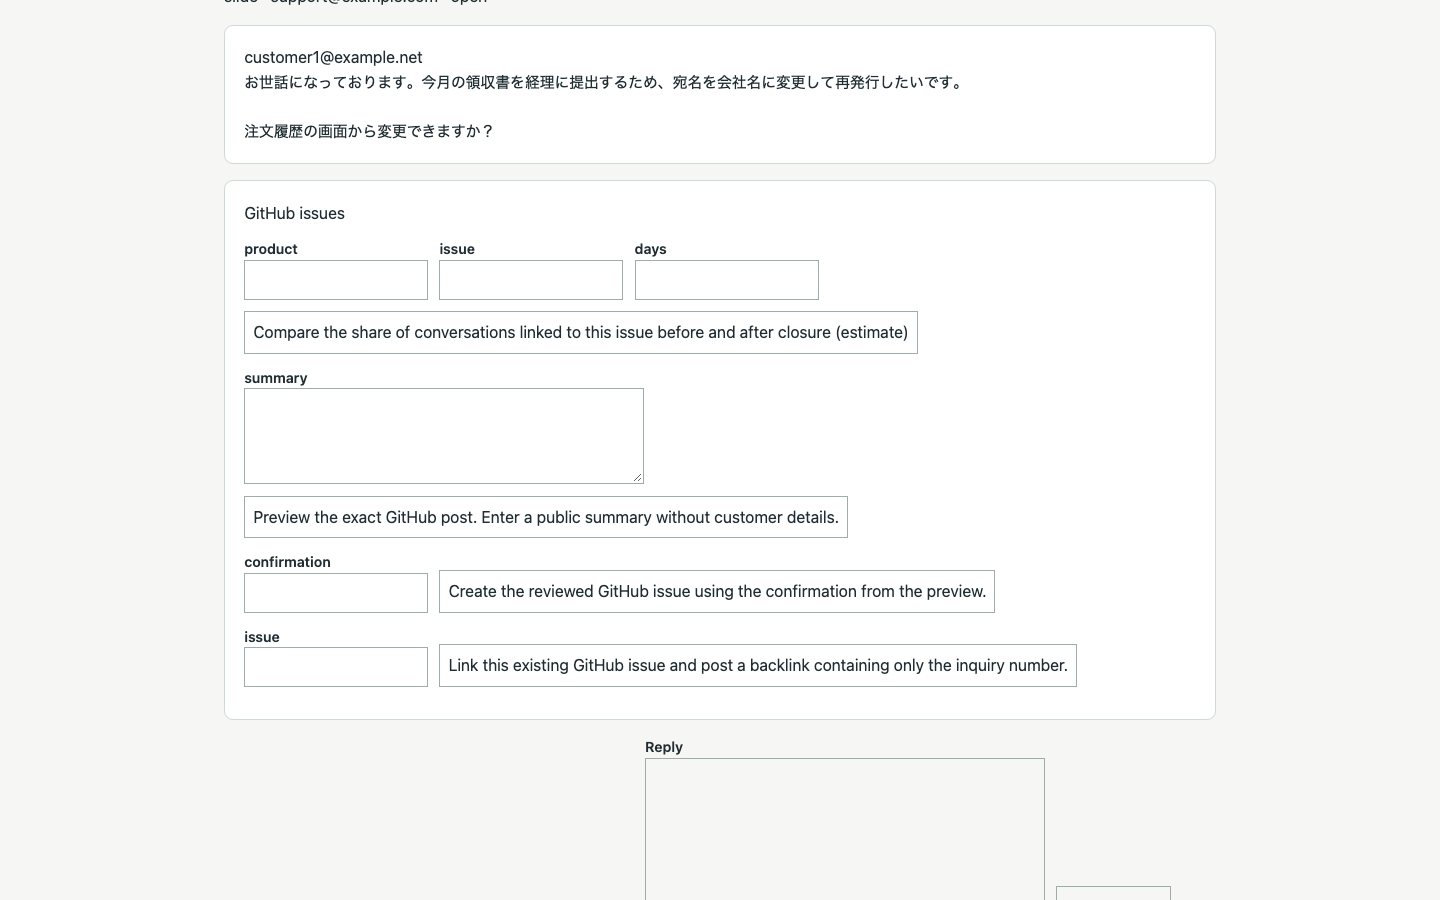 slide support@example.com open
customer1@example.net
お世話になっております。今月の領収書を経理に提出するため、宛名を会社名に変更して再発行したいです。
注文履歴の画面から変更できますか？
GitHub issues
product issue days
Compare the share of conversations linked to this issue before and after closure (estimate)
summary
Preview the exact GitHub post. Enter a public summary without customer details.
confirmation
Create the reviewed GitHub issue using the confirmation from the preview.
issue
Link this existing GitHub issue and post a backlink containing only the inquiry number.
Reply